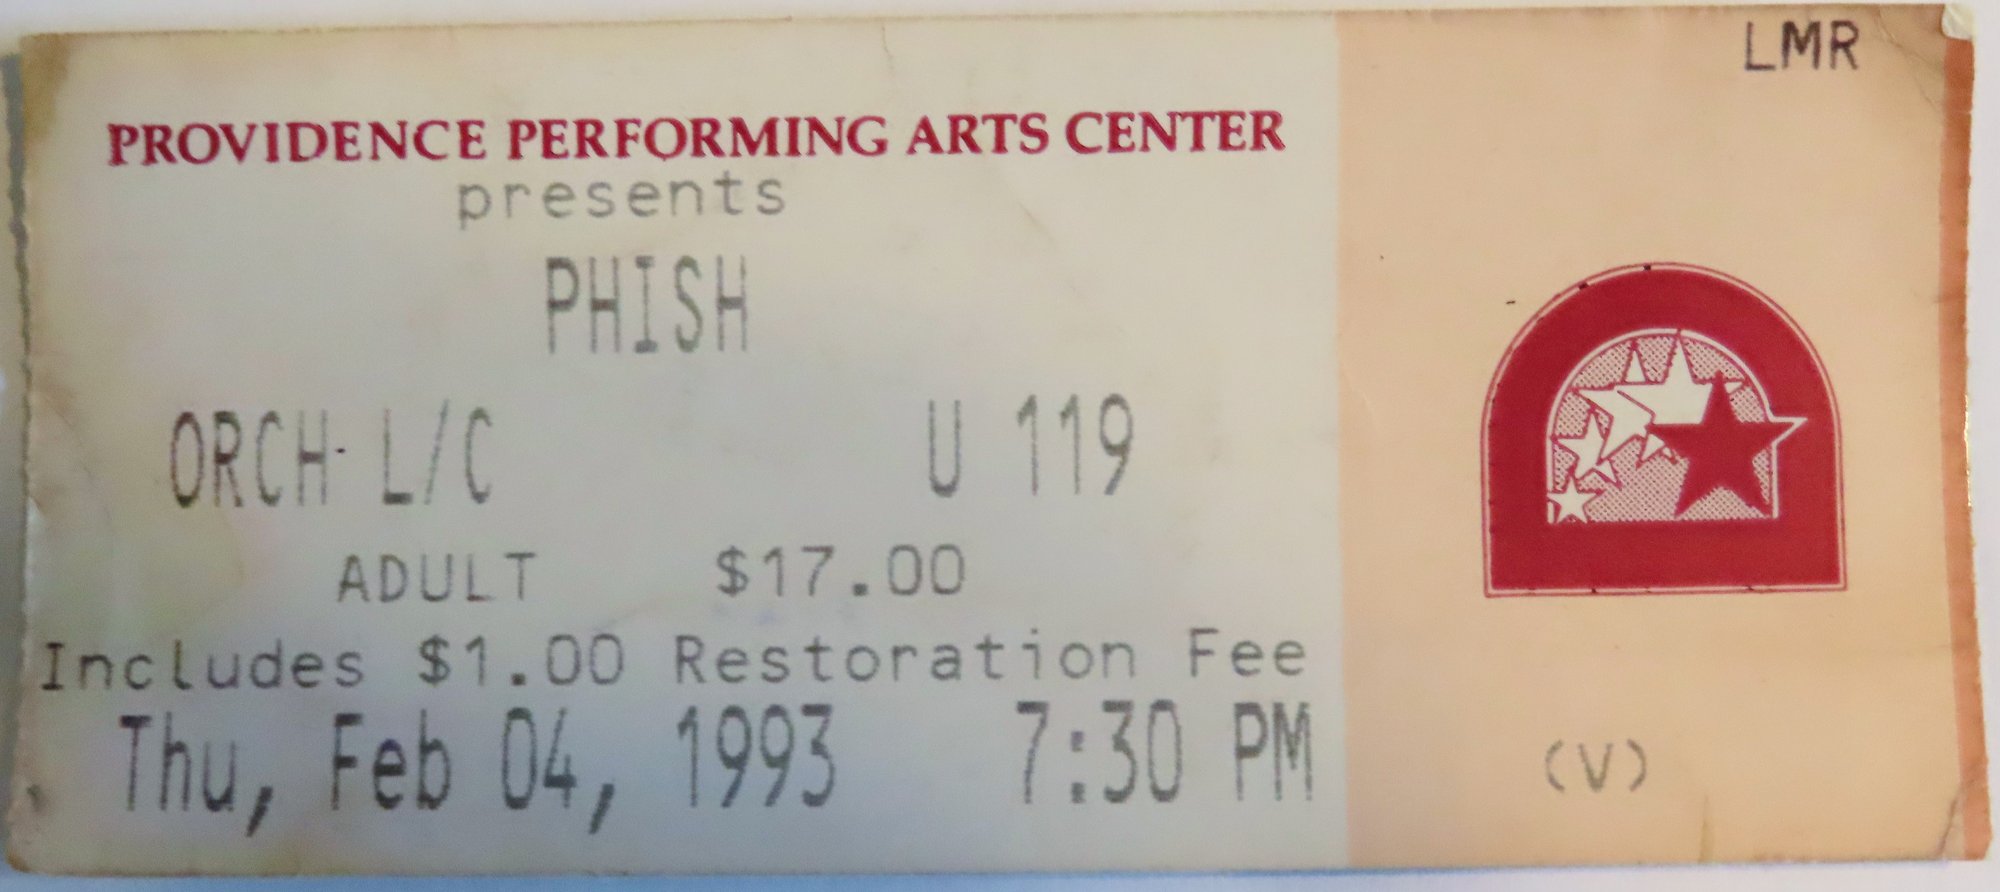 LMR
PROVIDENCE PERFORMING ARTS CENTER
presents
PHISH
ORCH L/C U 119
ADULT $17.00
Includes $1.00 Restoration Fee
Thu, Feb 04, 1993 7:30 PM
(V)